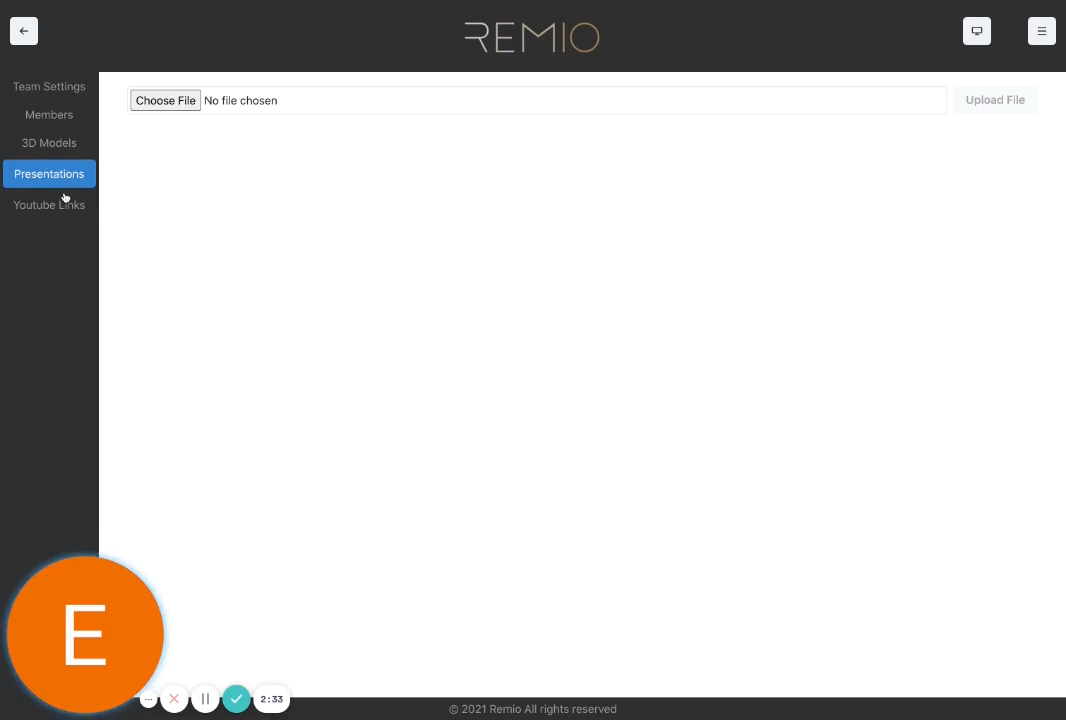 REMIO
Team Settings
Members
3D Models
Presentations
Youtube Links
Choose File No file chosen
Upload File
E
2:33
© 2021 Remio All rights reserved